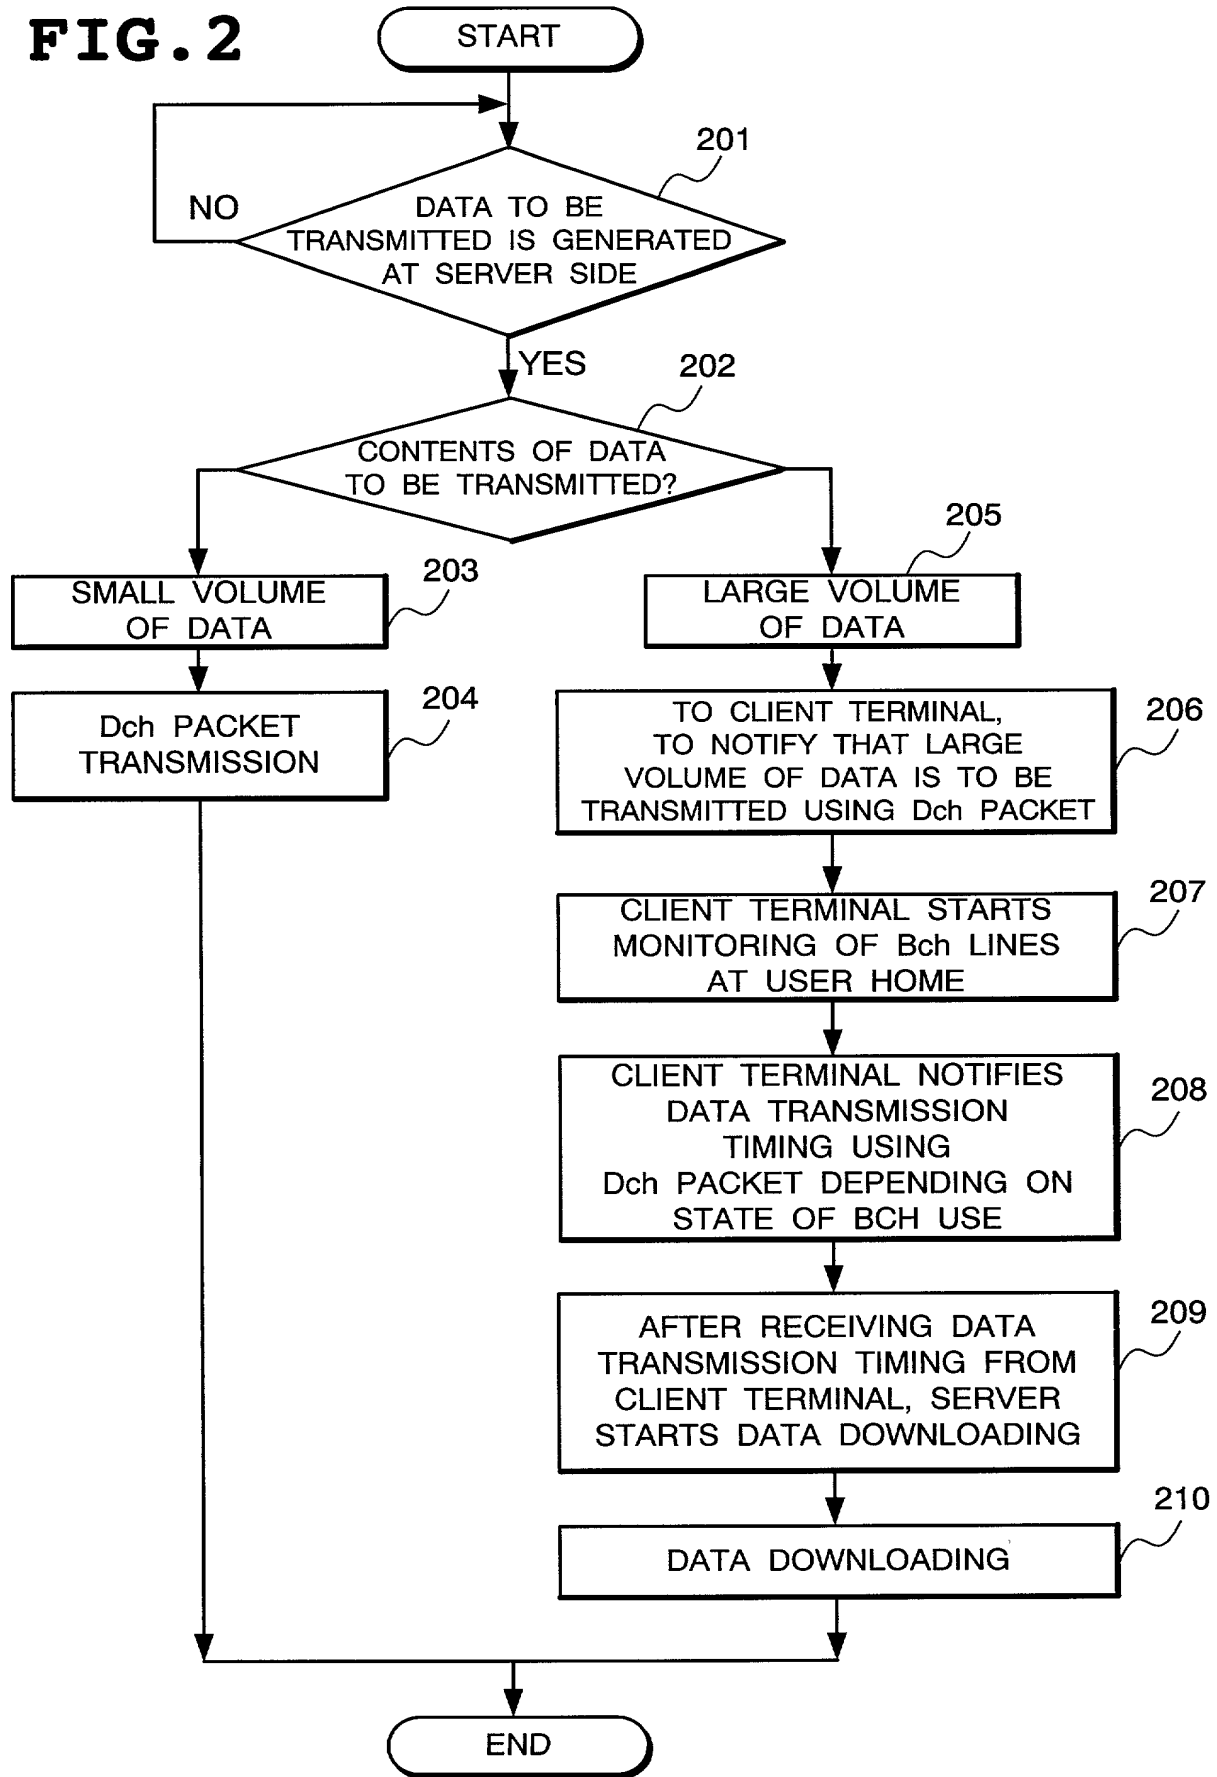 FIG.2
START
201
DATA TO BE
TRANSMITTED IS GENERATED
AT SERVER SIDE
NO
YES
202
CONTENTS OF DATA
TO BE TRANSMITTED?
203
SMALL VOLUME
OF DATA
204
Dch PACKET
TRANSMISSION
205
LARGE VOLUME
OF DATA
206
TO CLIENT TERMINAL,
TO NOTIFY THAT LARGE
VOLUME OF DATA IS TO BE
TRANSMITTED USING Dch PACKET
207
CLIENT TERMINAL STARTS
MONITORING OF Bch LINES
AT USER HOME
208
CLIENT TERMINAL NOTIFIES
DATA TRANSMISSION
TIMING USING
Dch PACKET DEPENDING ON
STATE OF BCH USE
209
AFTER RECEIVING DATA
TRANSMISSION TIMING FROM
CLIENT TERMINAL, SERVER
STARTS DATA DOWNLOADING
210
DATA DOWNLOADING
END